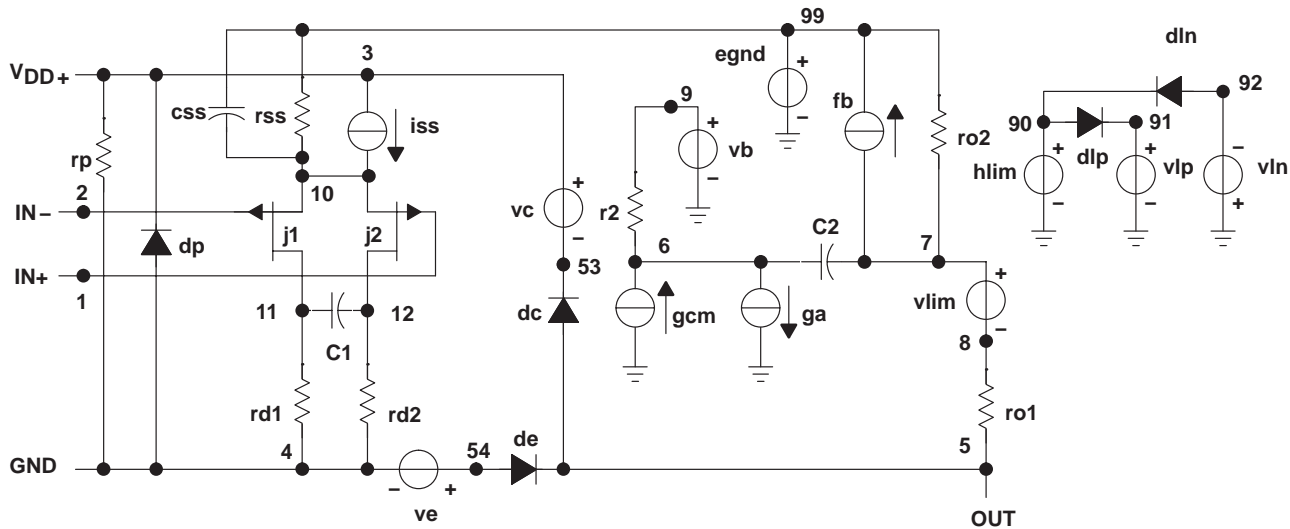 99
dln
3
egnd
V DD+
92
css
rss
9
fb
iss
90
91
rp
vb
ro2
dlp
hlim
vlp
vln
2
10
IN−
r2
vc
C2
j1
j2
dp
6
7
IN+
53
1
vlim
11
12
dc
gcm
ga
C1
8
rd1
rd2
ro1
4
54
de
5
GND
ve
OUT
+
−
+
−
+
−
+
−
+
−
+
−
−
+
+
−
−
+